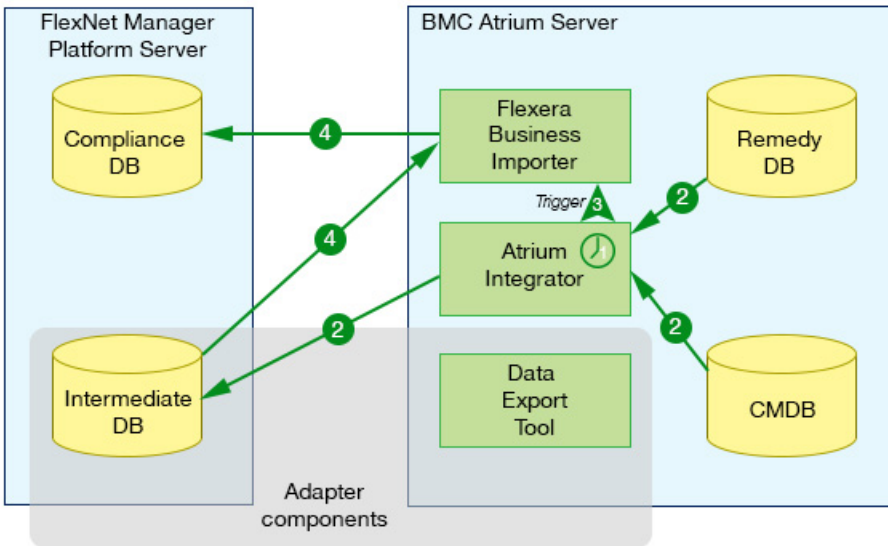 FlexNet Manager
Platform Server
BMC Atrium Server
Compliance
DB
4
Flexera
Business
Importer
Remedy
DB
Trigger
3
2
4
Atrium
Integrator
1
2
2
Intermediate
DB
Data
Export
Tool
CMDB
Adapter
components